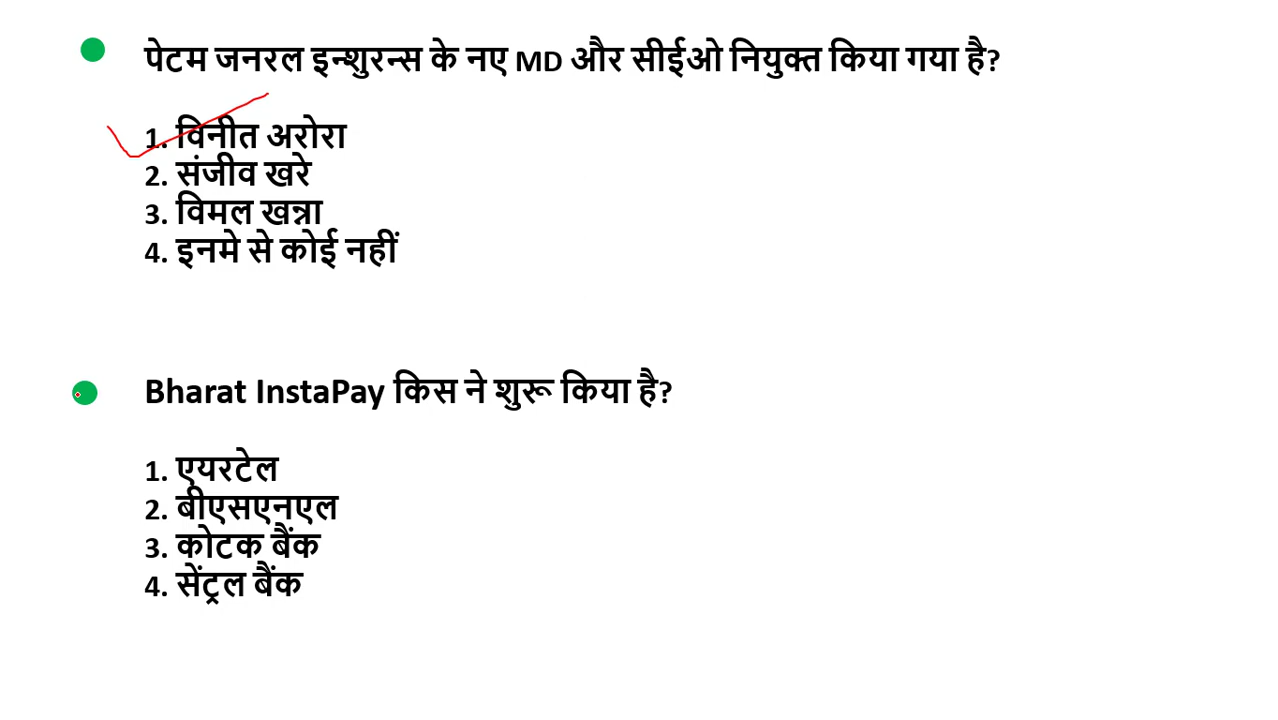 पेटम जनरल इन्शुरन्स के नए MD और सीईओ नियुक्त किया गया है?
1. विनीत अरोरा
2. संजीव खरे
3. विमल खन्ना
4. इनमे से कोई नहीं
Bharat InstaPay किस ने शुरू किया है?
1. एयरटेल
2. बीएसएनएल
3. कोटक बैंक
4. सेंट्रल बैंक